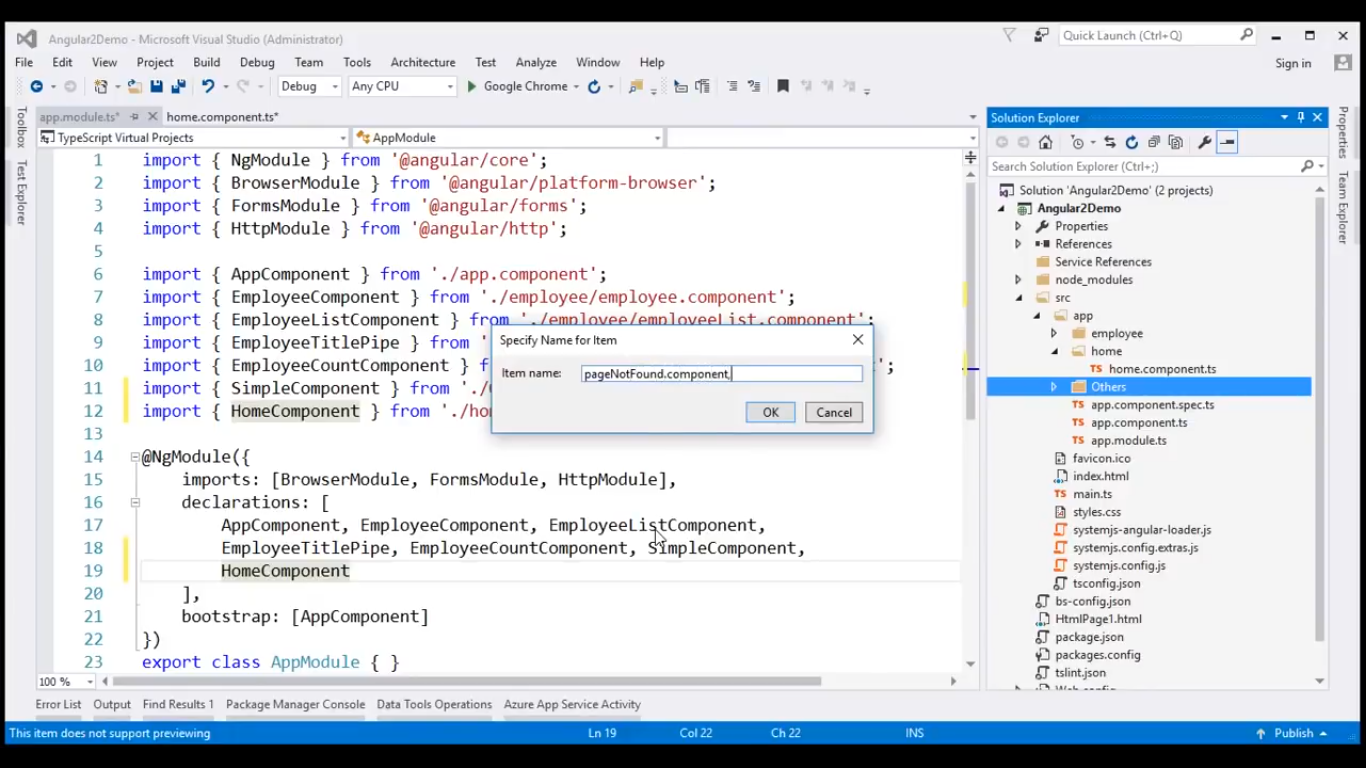 Angular2Demo - Microsoft Visual Studio (Administrator)
Quick Launch (Ctrl+Q)
File Edit View Project Build Debug Team Tools Architecture Test Analyze Window Help
Sign in
Debug Any CPU Google Chrome
app.module.ts* home.component.ts*
TypeScript Virtual Projects AppModule
Toolbox
Test Explorer
1 import { NgModule } from '@angular/core';
2 import { BrowserModule } from '@angular/platform-browser';
3 import { FormsModule } from '@angular/forms';
4 import { HttpModule } from '@angular/http';
5
6 import { AppComponent } from './app.component';
7 import { EmployeeComponent } from './employee/employee.component';
8 import { EmployeeListComponent } from './employee/employeeList.component';
9 import { EmployeeTitlePipe } from '
10 import { EmployeeCountComponent } ';
11 import { SimpleComponent } from './
12 import { HomeComponent } from './ho
13
14 @NgModule({
15 imports: [BrowserModule, FormsModule, HttpModule],
16 declarations: [
17 AppComponent, EmployeeComponent, EmployeeListComponent,
18 EmployeeTitlePipe, EmployeeCountComponent, SimpleComponent,
19 HomeComponent
20 ],
21 bootstrap: [AppComponent]
22 })
23 export class AppModule { }
100 %
Specify Name for Item
Item name: pageNotFound.component,
OK Cancel
Solution Explorer
Search Solution Explorer (Ctrl+;)
Solution 'Angular2Demo' (2 projects)
Angular2Demo
Properties
References
Service References
node_modules
src
app
employee
home
home.component.ts
Others
app.component.spec.ts
app.component.ts
app.module.ts
favicon.ico
index.html
main.ts
styles.css
systemjs-angular-loader.js
systemjs.config.extras.js
systemjs.config.js
tsconfig.json
bs-config.json
HtmlPage1.html
package.json
packages.config
tslint.json
Properties
Team Explorer
Error List Output Find Results 1 Package Manager Console Data Tools Operations Azure App Service Activity
This item does not support previewing Ln 19 Col 22 Ch 22 INS Publish